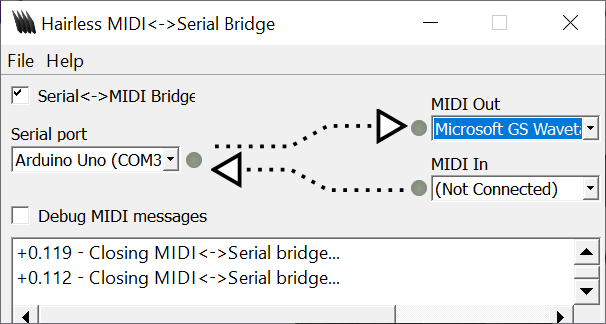 Hairless MIDI<->Serial Bridge
File Help
Serial<->MIDI Bridge
MIDI Out
Microsoft GS Waveta
Serial port
Arduino Uno (COM3
MIDI In
(Not Connected)
Debug MIDI messages
+0.119 - Closing MIDI<->Serial bridge...
+0.112 - Closing MIDI<->Serial bridge...